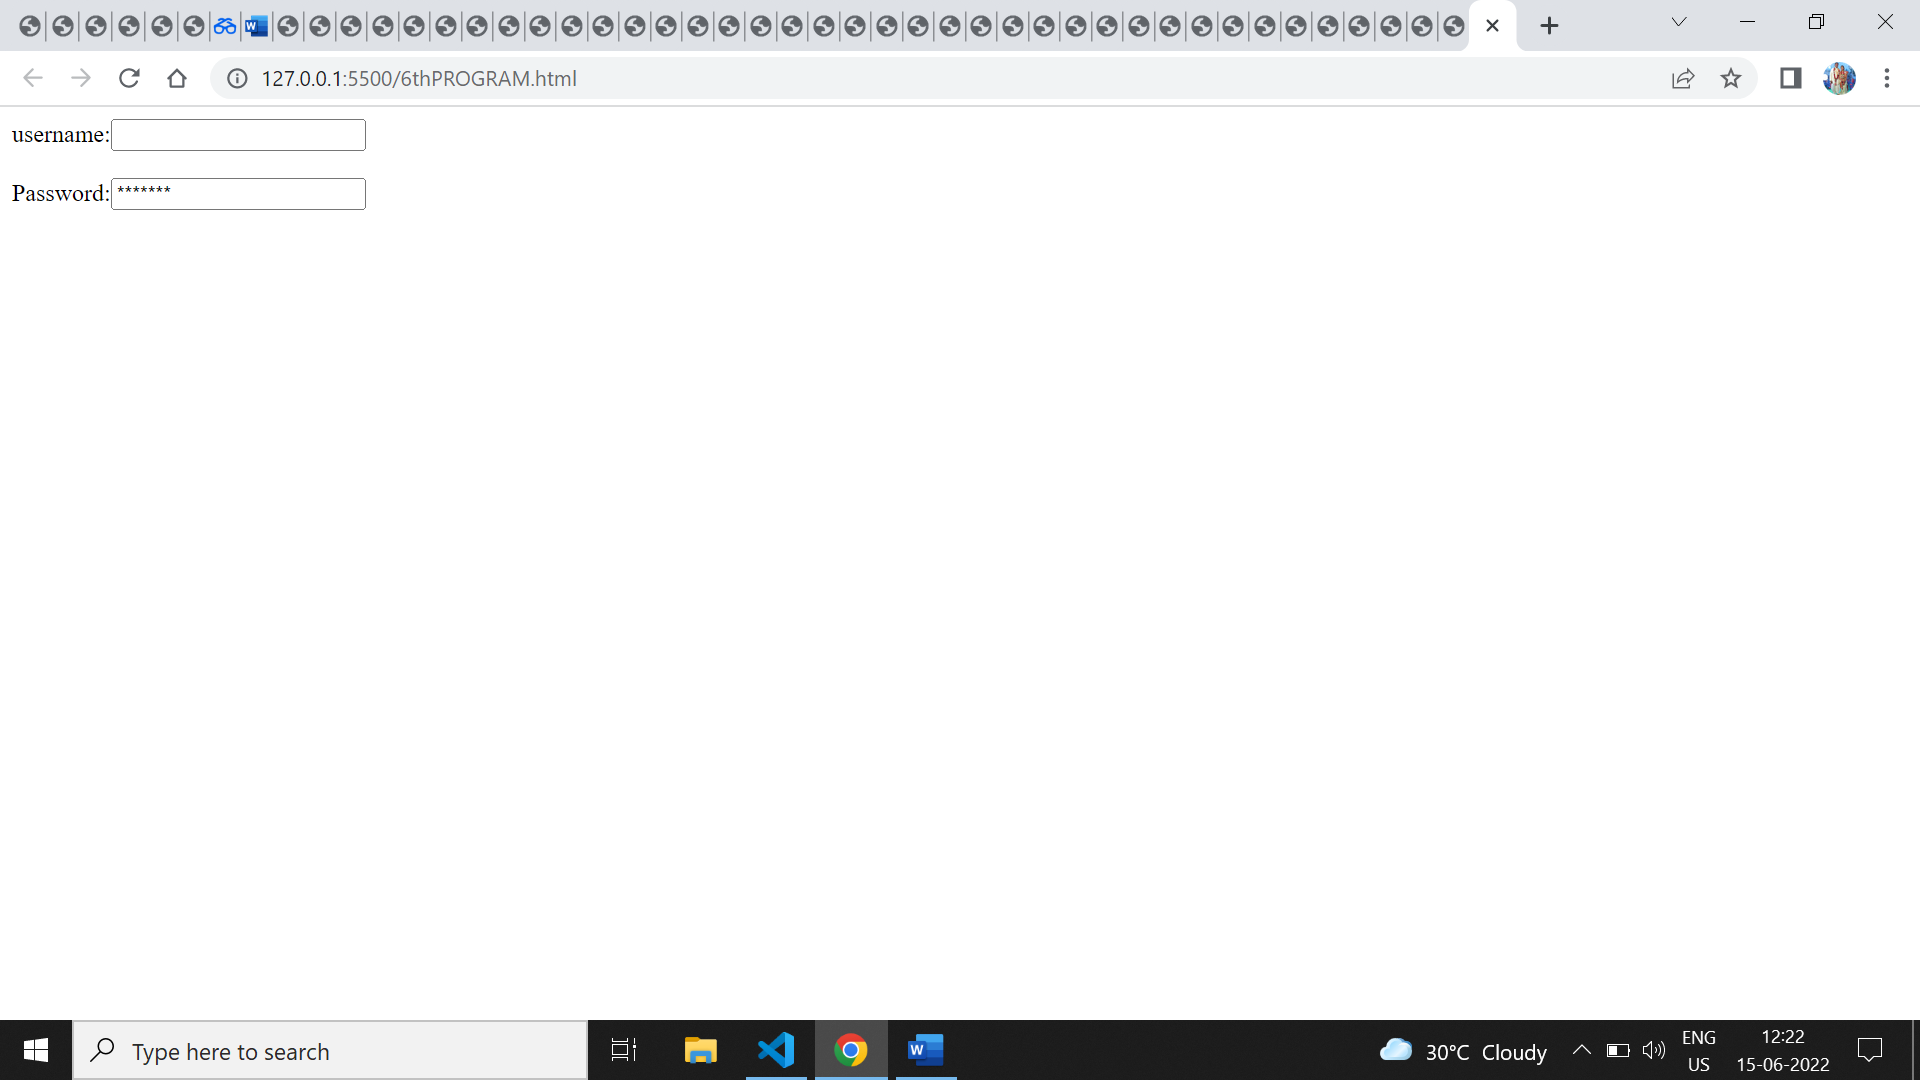 127.0.0.1:5500/6thPROGRAM.html
username:
Password: *******
Type here to search
30°C Cloudy
ENG
US
12:22
15-06-2022